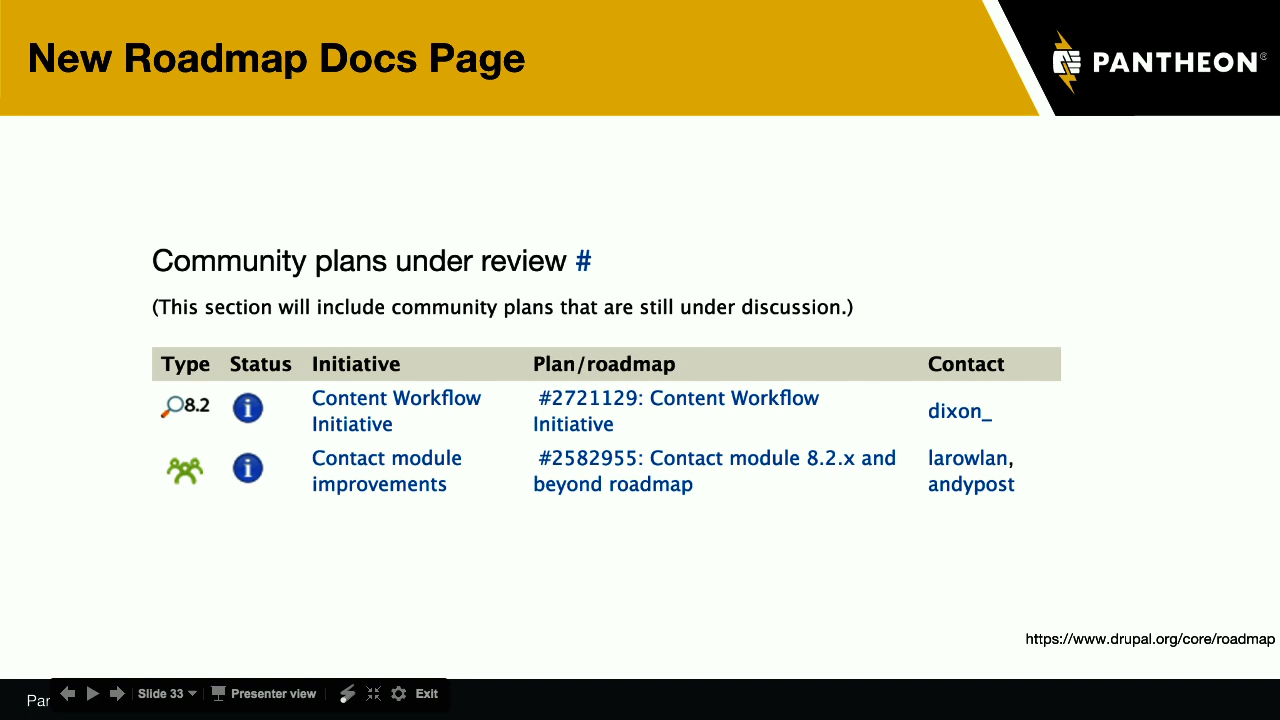 New Roadmap Docs Page
PANTHEON®
Community plans under review #
(This section will include community plans that are still under discussion.)
Type Status Initiative Plan/roadmap Contact
8.2 Content Workflow Initiative #2721129: Content Workflow Initiative dixon_
Contact module improvements #2582955: Contact module 8.2.x and beyond roadmap larowlan, andypost
https://www.drupal.org/core/roadmap
Slide 33 Presenter view Exit